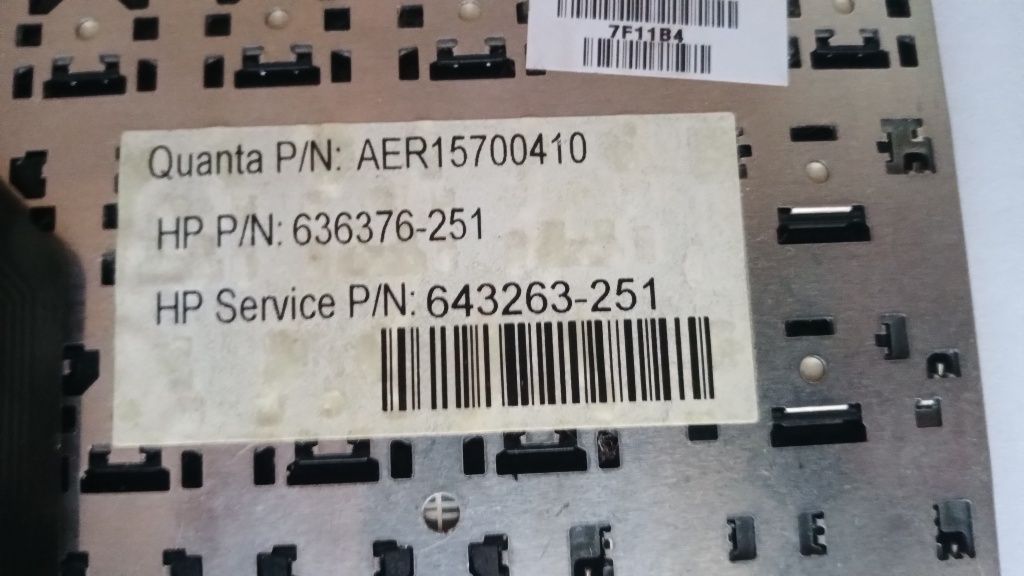 7F11B4
Quanta P/N: AER15700410
HP P/N: 636376-251
HP Service P/N: 643263-251